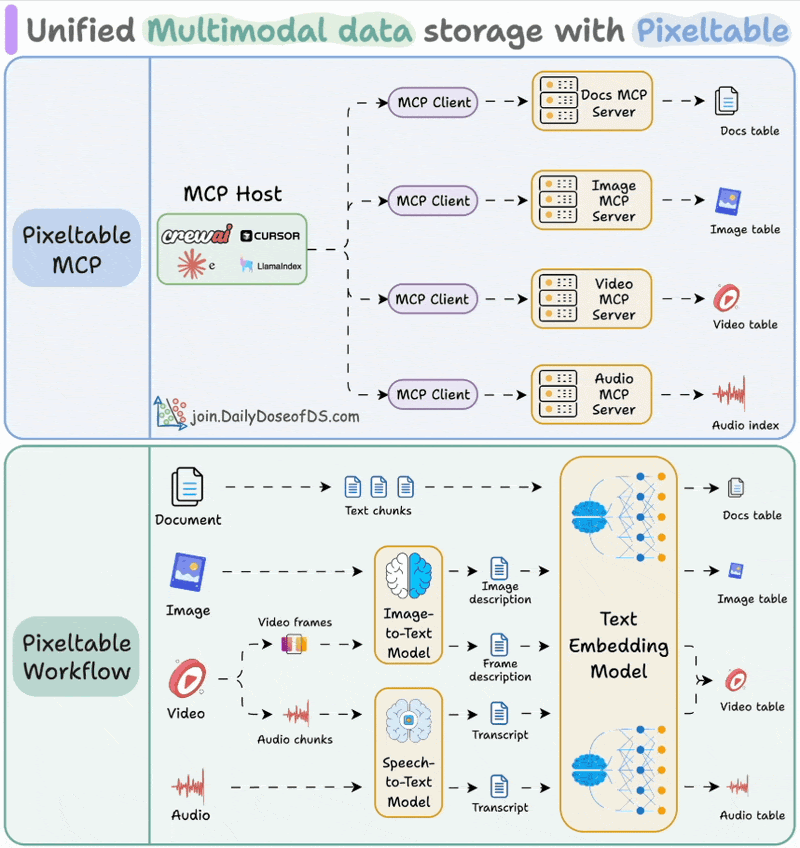 Unified Multimodal data storage with Pixeltable
Pixeltable
MCP
MCP Host
crewai
CURSOR
e
LlamaIndex
MCP Client
Docs MCP
Server
Docs table
MCP Client
Image
MCP
Server
Image table
MCP Client
Video
MCP
Server
Video table
MCP Client
Audio
MCP
Server
Audio index
join.DailyDoseofDS.com
Pixeltable
Workflow
Document
Text chunks
Docs table
Image
Image-
to-Text
Model
Image
description
Image table
Video frames
Frame
description
Video
Text
Embedding
Model
Video table
Audio chunks
Speech-
to-Text
Model
Transcript
Audio
Transcript
Audio table